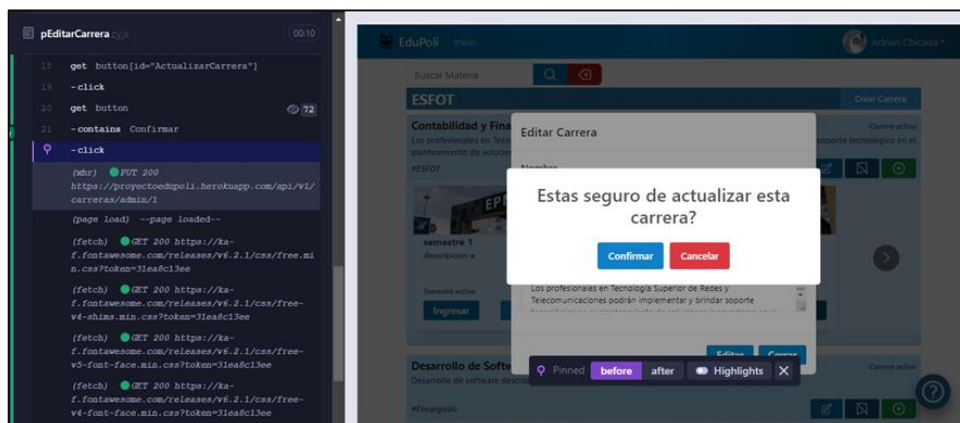 pEditarCarrera.cy.js
00:10
18 get button[id="ActualizarCarrera"]
19 -click
20 get button 72
21 -contains Confirmar
-click
(xhr) PUT 200
https://proyectoedupoli.herokuapp.com/api/v1/
carreras/admin/1
(page load) --page loaded--
(fetch) GET 200 https://ka-
f.fontawesome.com/releases/v6.2.1/css/free.mi
n.css?token=31ea8c13ee
(fetch) GET 200 https://ka-
f.fontawesome.com/releases/v6.2.1/css/free-
v4-shims.min.css?token=31ea8c13ee
(fetch) GET 200 https://ka-
f.fontawesome.com/releases/v6.2.1/css/free-
v5-font-face.min.css?token=31ea8c13ee
(fetch) GET 200 https://ka-
f.fontawesome.com/releases/v6.2.1/css/free-
v4-font-face.min.css?token=31ea8c13ee
EduPoli Inicio
Adrian Chicaiza
Buscar Materia
ESFOT
Crear Carrera
Contabilidad y Fina
Carrera activa
Los profesionales en Tecn
soporte tecnológico en el
planteamiento de solucio
#ESFOT
Editar Carrera
Nombre
EPN
Estas seguro de actualizar esta
carrera?
Confirmar
Cancelar
semestre 1
descripcion e
Semestre activo
Ingresar
Los profesionales en Tecnología Superior de Redes y
Telecomunicaciones podrán implementar y brindar soporte
Editar
Cerrar
Pinned before after Highlights
Desarrollo de Softw
Carrera activa
Desarrollo de software descrip
#Encargado